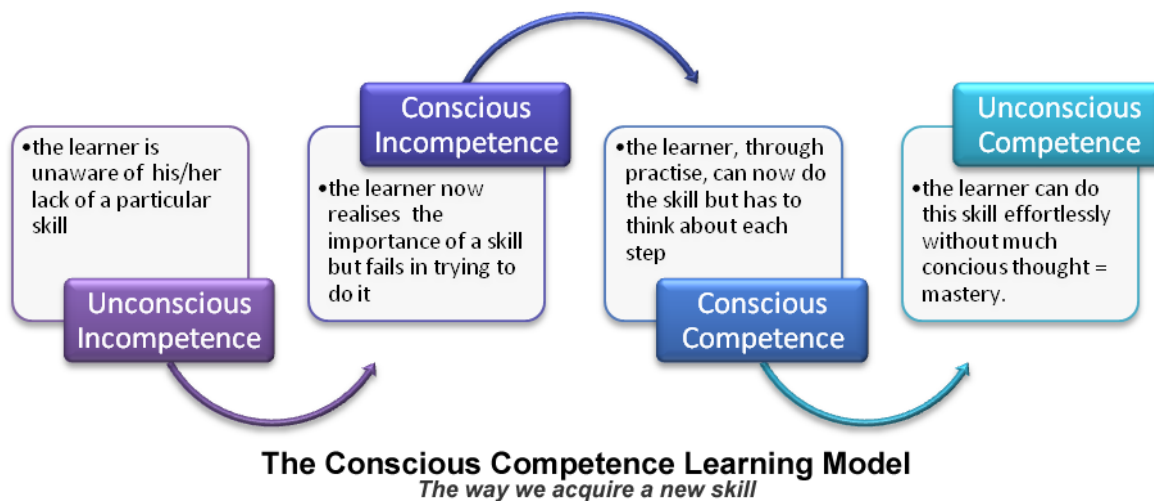 •the learner is
unaware of his/her
lack of a particular
skill
Unconscious
Incompetence
Conscious
Incompetence
•the learner now
realises the
importance of a skill
but fails in trying to
do it
•the learner, through
practise, can now do
the skill but has to
think about each
step
Conscious
Competence
Unconscious
Competence
•the learner can do
this skill effortlessly
without much
concious thought =
mastery.
The Conscious Competence Learning Model
The way we acquire a new skill